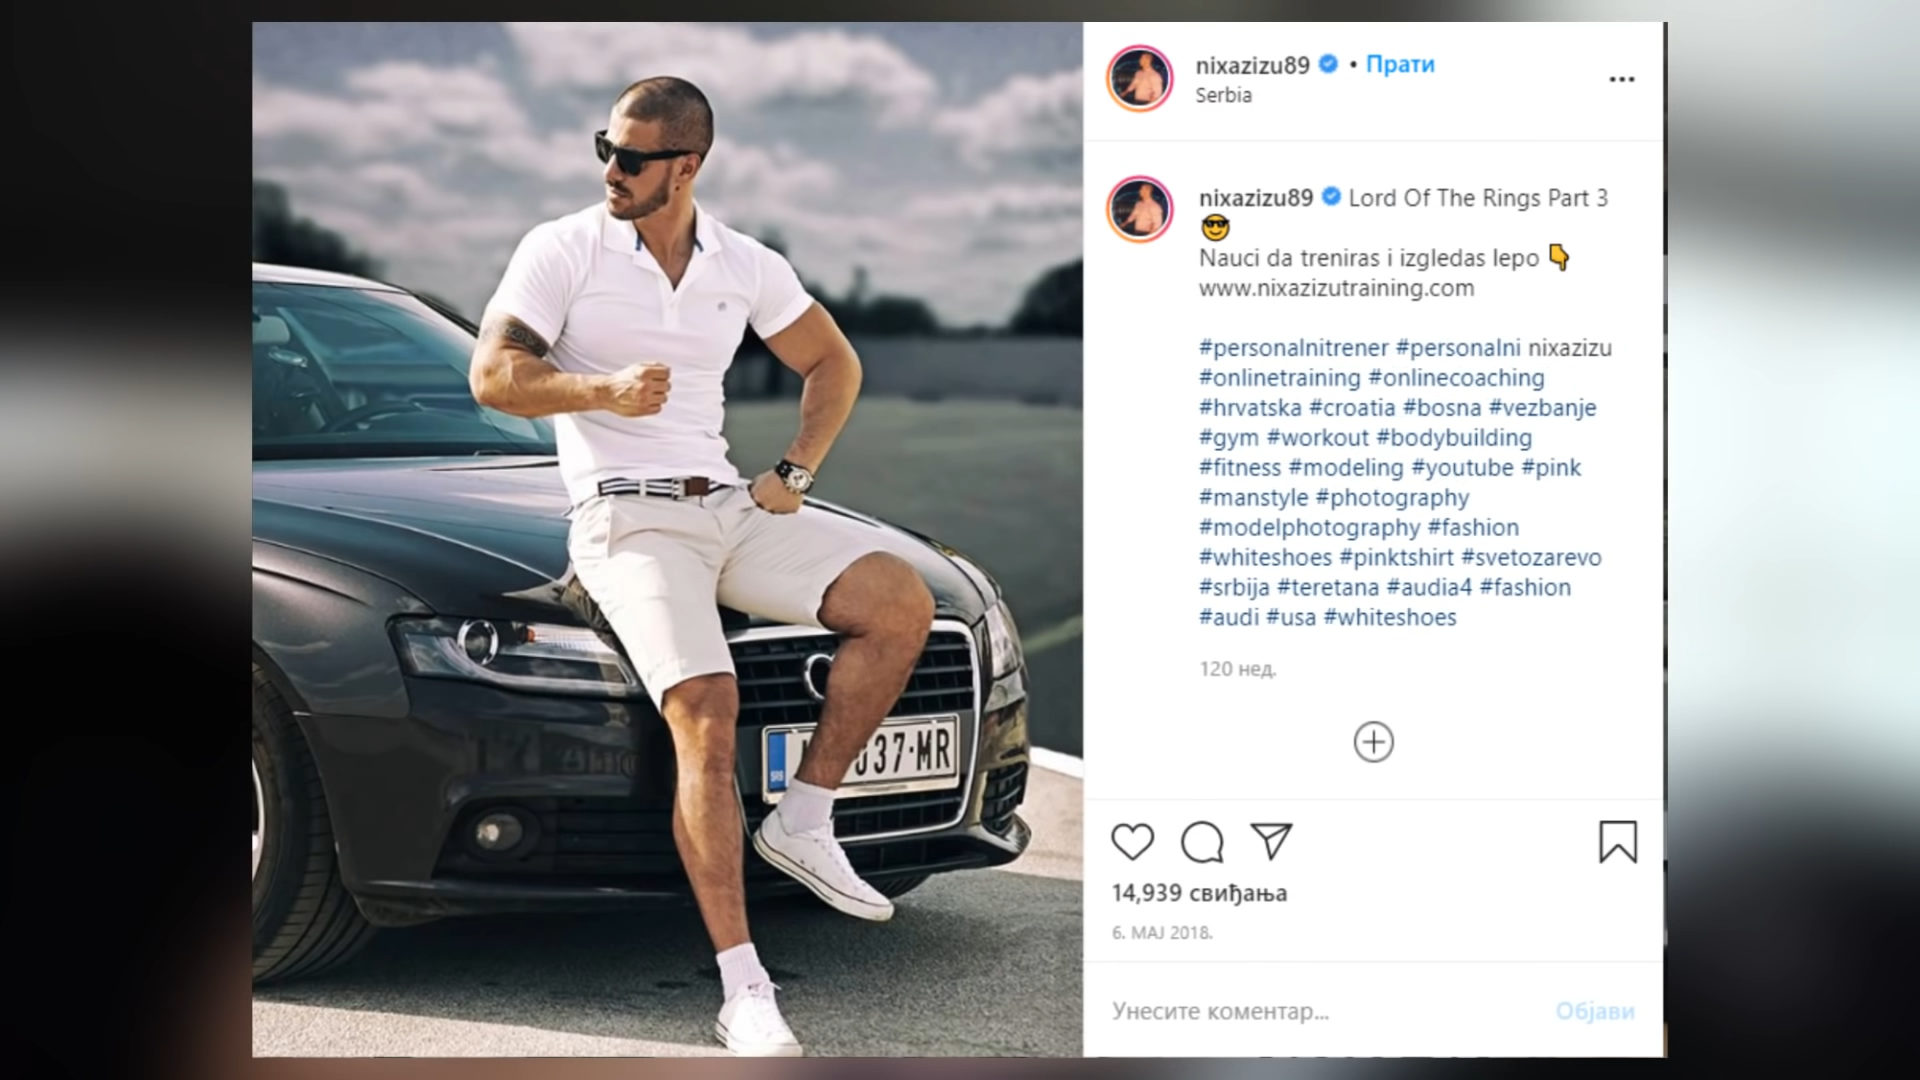 nixazizu89 • Прати
Serbia
nixazizu89 Lord Of The Rings Part 3
😎
Nauci da treniras i izgledas lepo 👇
www.nixazizutraining.com
#personalnitrener #personalni nixazizu
#onlinetraining #onlinecoaching
#hrvatska #croatia #bosna #vezbanje
#gym #workout #bodybuilding
#fitness #modeling #youtube #pink
#manstyle #photography
#modelphotography #fashion
#whiteshoes #pinktshirt #svetozarevo
#srbija #teretana #audia4 #fashion
#audi #usa #whiteshoes
120 нед.
14,939 свиђања
6. МАЈ 2018.
Унесите коментар...
Објави
SRB
037-MR